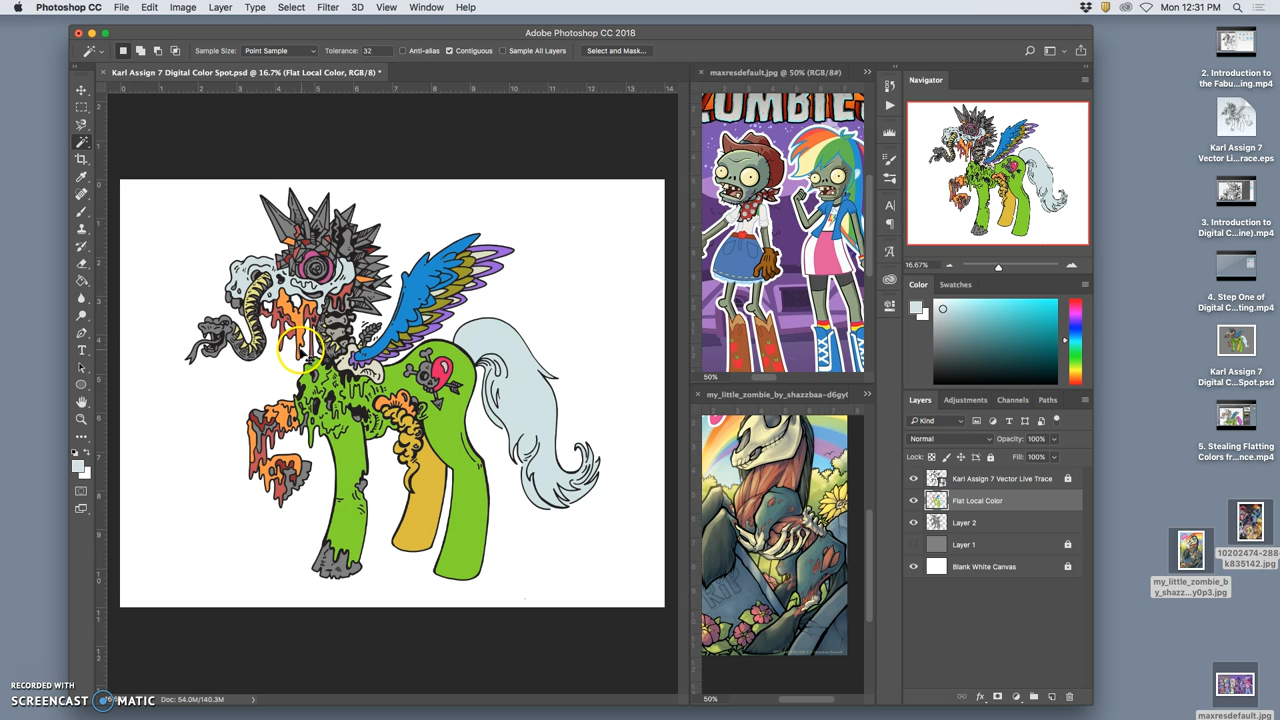 Photoshop CC File Edit Image Layer Type Select Filter 3D View Window Help
Mon 12:31 PM
Adobe Photoshop CC 2018
Sample Size: Point Sample Tolerance: 32 Anti-alias Contiguous Sample All Layers Select and Mask...
Karl Assign 7 Digital Color Spot.psd @ 16.7% (Flat Local Color, RGB/8) *
maxresdefault.jpg @ 50% (RGB/8#)
ZOMBIE
50%
my_little_zombie_by_shazzbaa-d6gy0
50%
Navigator
16.67%
Color Swatches
Layers Adjustments Channels Paths
Kind
Normal Opacity: 100%
Lock: Fill: 100%
Karl Assign 7 Vector Live Trace
Flat Local Color
Layer 2
Layer 1
Blank White Canvas
Doc: 54.0M/140.3M
2. Introduction to
the Fabu...ing.mp4
Karl Assign 7
Vector Li...race.eps
3. Introduction to
Digital C...ine).mp4
4. Step One of
Digital C...ting.mp4
Karl Assign 7
Digital C...Spot.psd
5. Stealing Flatting
Colors fr...nce.mp4
10202474-288-
k835142.jpg
my_little_zombie_b
y_shazz...y0p3.jpg
maxresdefault.jpg
RECORDED WITH
SCREENCAST MATIC